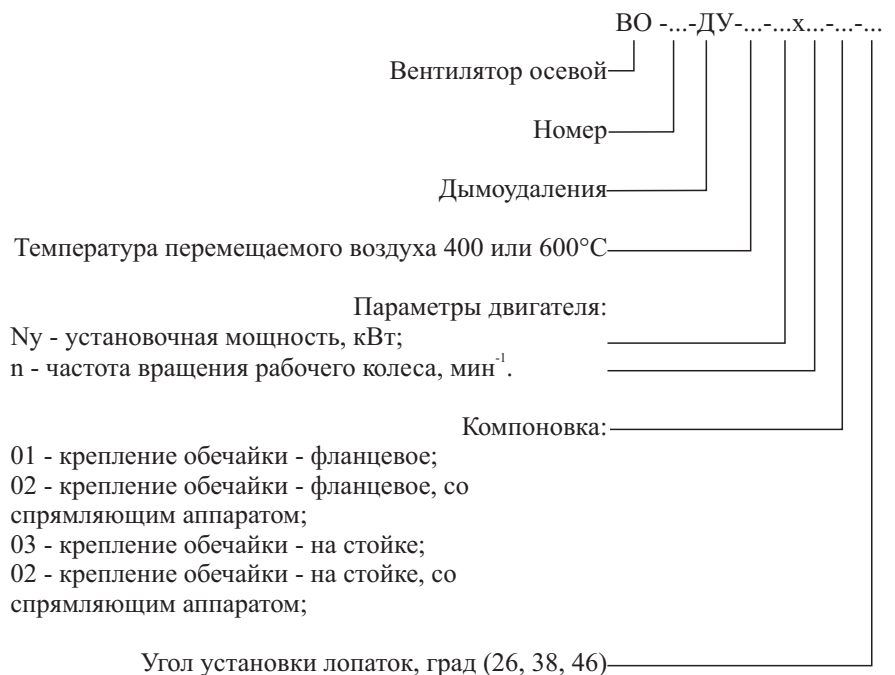 ВО -...-ДУ-...-...х...-...-...
Вентилятор осевой
Номер
Дымоудаления
Температура перемещаемого воздуха 400 или 600°С
Параметры двигателя:
Nу - установочная мощность, кВт;
n - частота вращения рабочего колеса, мин⁻¹.
Компоновка:
01 - крепление обечайки - фланцевое;
02 - крепление обечайки - фланцевое, со
спрямляющим аппаратом;
03 - крепление обечайки - на стойке;
02 - крепление обечайки - на стойке, со
спрямляющим аппаратом;
Угол установки лопаток, град (26, 38, 46)